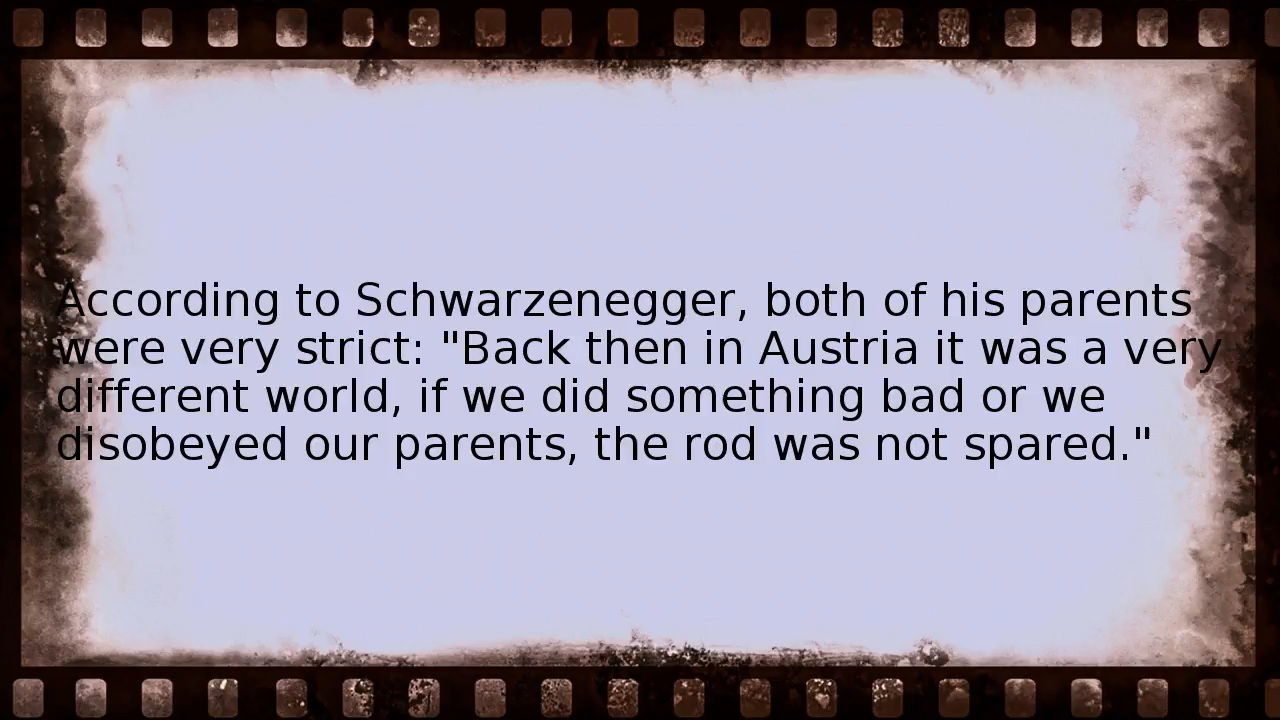 According to Schwarzenegger, both of his parents
were very strict: "Back then in Austria it was a very
different world, if we did something bad or we
disobeyed our parents, the rod was not spared."